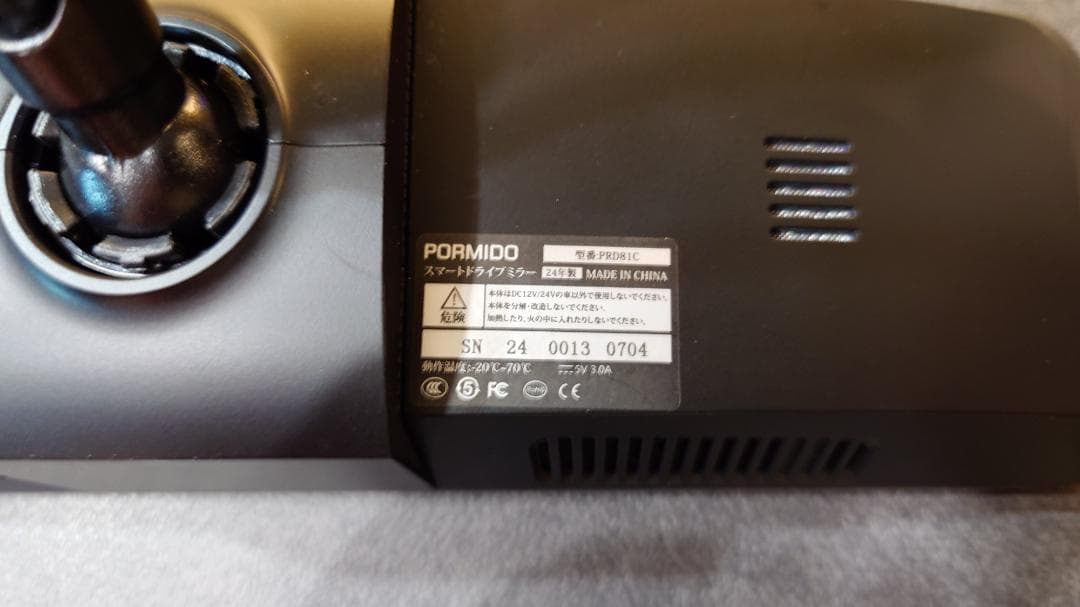 PORMIDO 型番:PRD81C
スマートドライブミラー 24年製 MADE IN CHINA
危険
本体はDC12V/24Vの車以外で使用しないでください。
本体を分解・改造しないでください。
加熱したり、火の中に入れたりしないでください。
SN 24 0013 0704
動作温度:-20℃~70℃ 5V 3.0A
CCC 5 FC RoHS CE